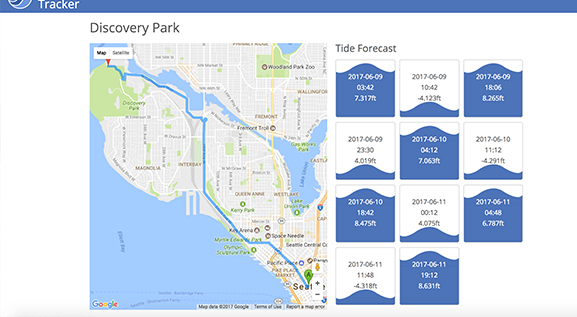 Tracker
Discovery Park
Map
Satellite
Tide Forecast
Woodland Park Zoo
Discovery
Park
FREMONT
WALLINGFORD
Fremont Troll
Gas Works
Park
MAGNOLIA
INTERBAY
EASTLAKE
QUEEN ANNE
Lake
Union Park
Kerry Park
Space Needle
Key Arena
Seattle Central Co
Myrtle Edwards Park
Olympic
Sculpture Park
Pacific Place
PIKE PLACE
MARKET
A
Elliott Bay
Google
Map data ©2017 Google
Terms of Use
Report a map error
2017-06-09
03:42
7.317ft
2017-06-09
10:42
-4.123ft
2017-06-09
18:06
8.265ft
2017-06-09
23:30
4.019ft
2017-06-10
04:12
7.063ft
2017-06-10
11:12
-4.291ft
2017-06-10
18:42
8.475ft
2017-06-11
00:12
4.075ft
2017-06-11
04:48
6.787ft
2017-06-11
11:48
-4.318ft
2017-06-11
19:12
8.631ft